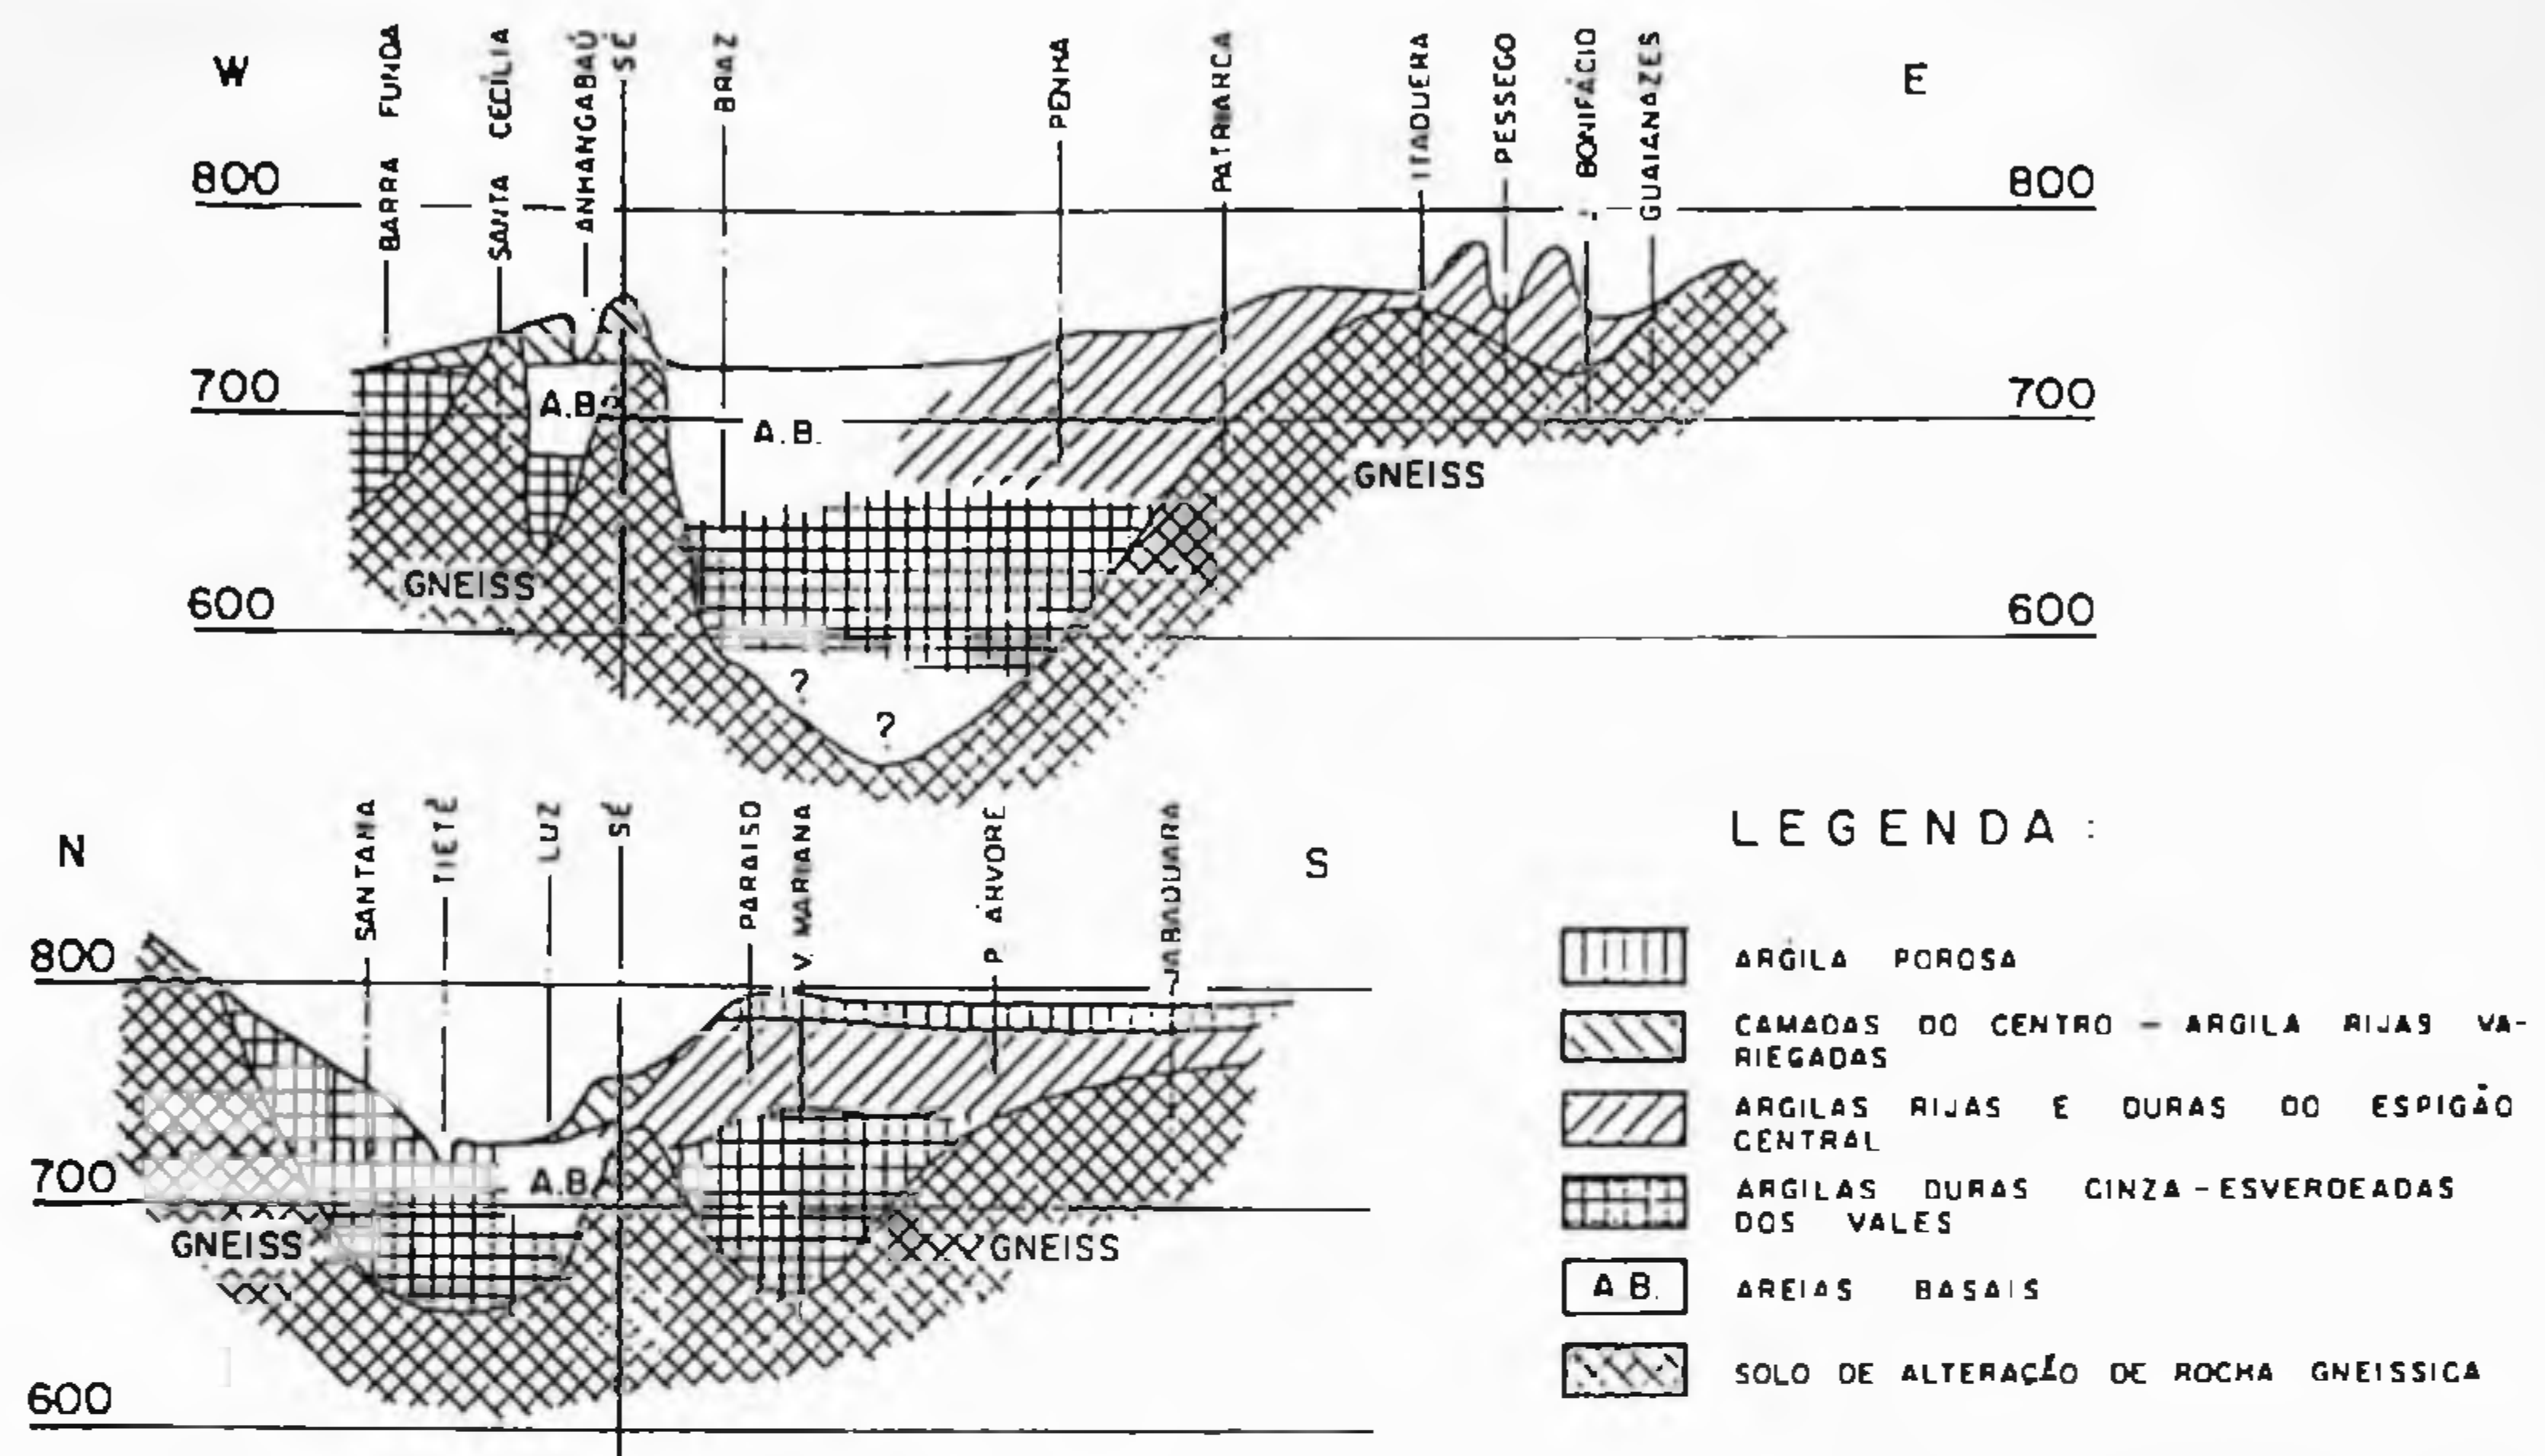 W
BARRA FUNDA
SANTA CECÍLIA
ANHANGABAÚ
SÉ
BRAZ
PENHA
PATRIARCA
ITAQUERA
PESSEGO
BONIFÁCIO
GUAIANAZES
E
800
800
700
A.B.
A.B.
700
GNEISS
GNEISS
600
600
?
?
N
SANTANA
TIETÊ
LUZ
SÉ
PARAISO
V. MARIANA
P. ÁRVORE
JABAQUARA
S
800
700
A.B.
GNEISS
GNEISS
600
LEGENDA :
ARGILA POROSA
CAMADAS DO CENTRO - ARGILA RIJAS VA-
RIEGADAS
ARGILAS RIJAS E DURAS DO ESPIGÃO
CENTRAL
ARGILAS DURAS CINZA-ESVERDEADAS
DOS VALES
A B. AREIAS BASAIS
SOLO DE ALTERAÇÃO DE ROCHA GNEISSICA